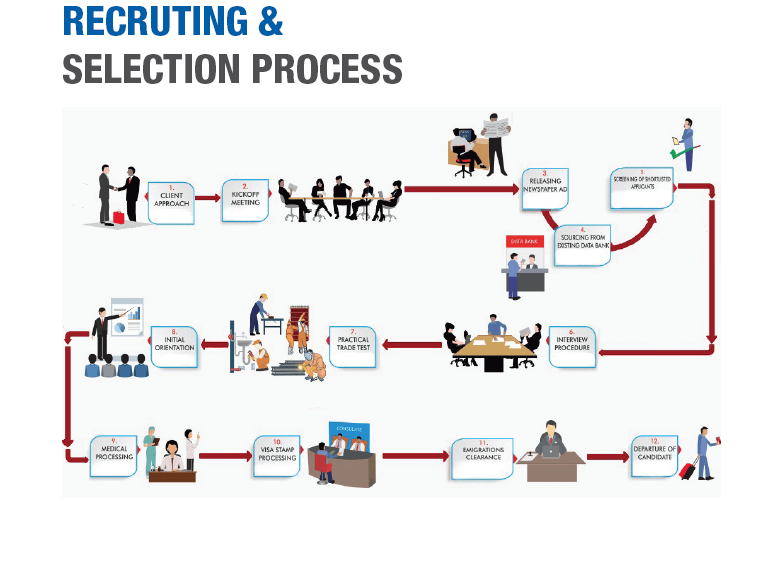 RECRUTING &
SELECTION PROCESS
1.
CLIENT
APPROACH
2.
KICKOFF
MEETING
3.
RELEASING
NEWSPAPER AD
4.
SOURCING FROM
EXISTING DATA BANK
DATA BANK
5.
SCREENING OF SHORTLISTED
APPLICANTS
6.
INTERVIEW
PROCEDURE
7.
PRACTICAL
TRADE TEST
8.
INITIAL
ORIENTATION
9.
MEDICAL
PROCESSING
10.
VISA STAMP
PROCESSING
CONSULATE
11.
EMIGRATIONS
CLEARANCE
12.
DEPARTURE OF
CANDIDATE